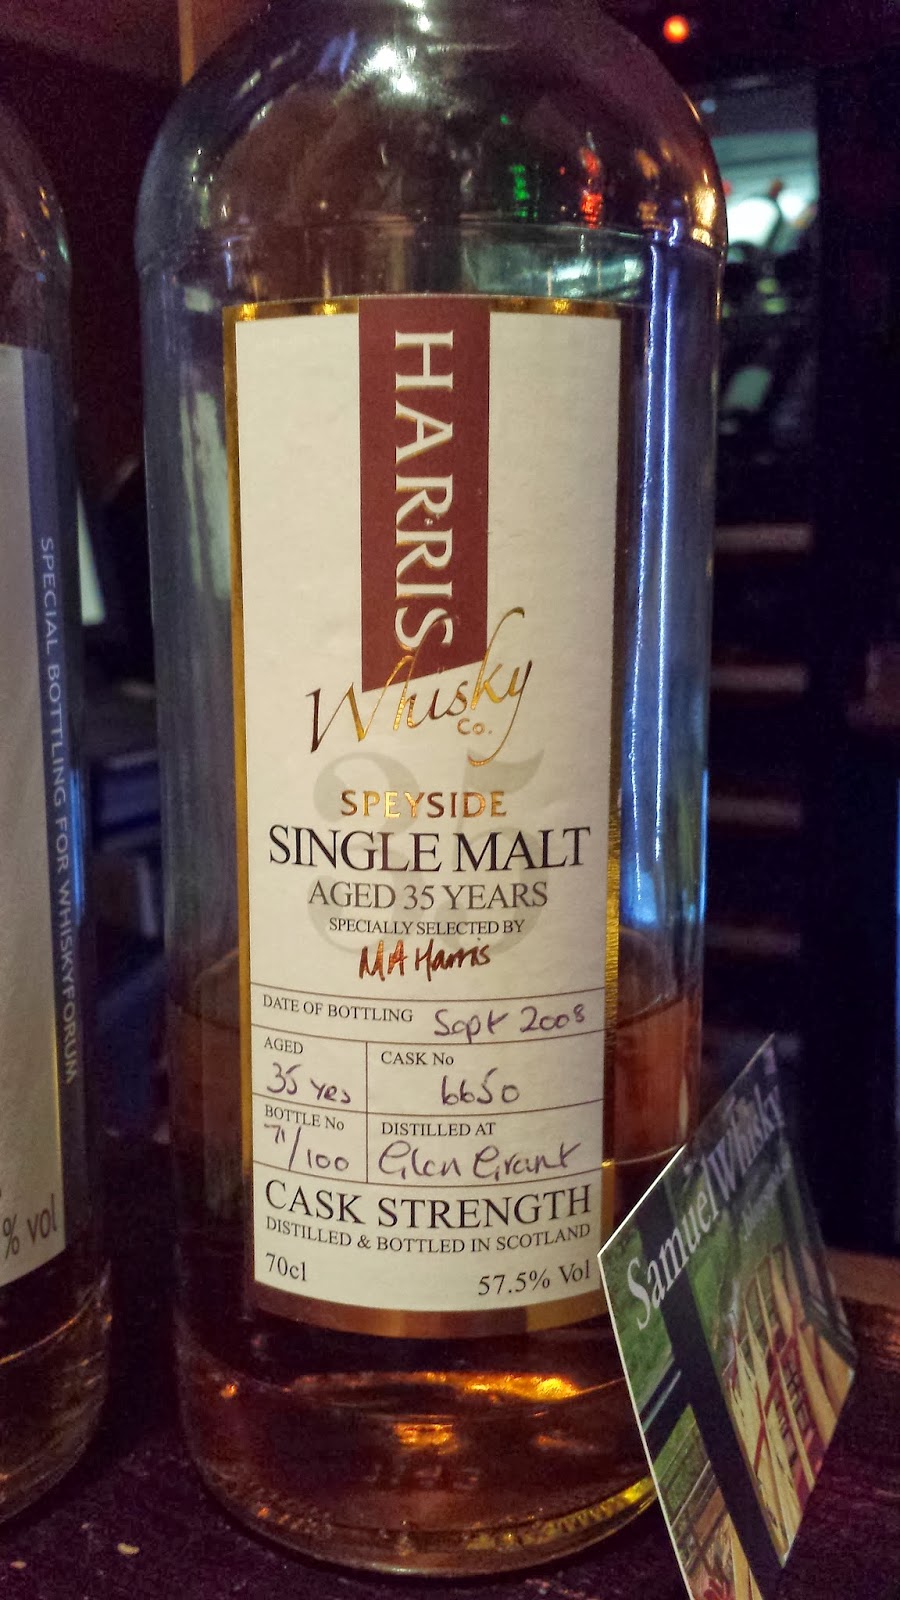 HARRIS
Whisky
Co.
35
SPEYSIDE
SINGLE MALT
AGED 35 YEARS
SPECIALLY SELECTED BY
MA Harris
DATE OF BOTTLING Sept 2008
AGED 35 yrs
CASK No 6650
BOTTLE No 71/100
DISTILLED AT Glen Grant
CASK STRENGTH
DISTILLED & BOTTLED IN SCOTLAND
70cl 57.5% Vol
SPECIAL BOTTLING FOR WHISKYFORUM
% vol
Samuel Whisky